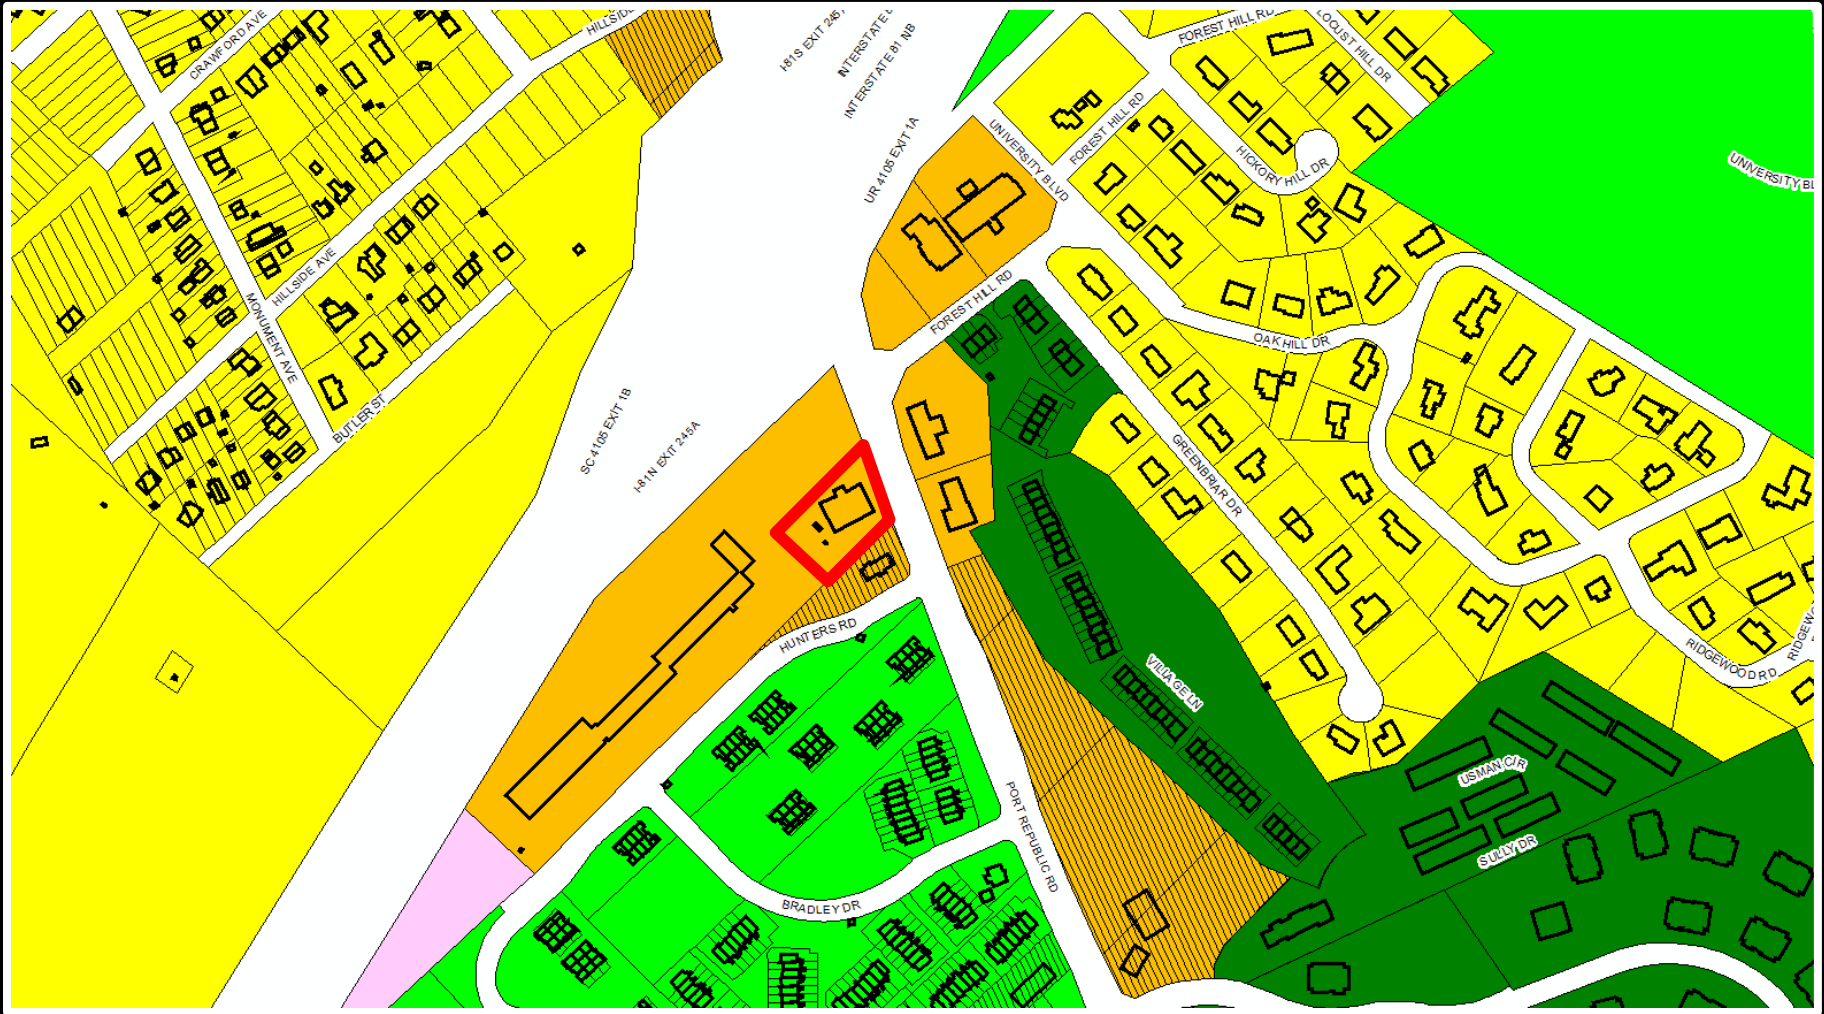 CRAWFORD AVE
HILLSIDE
I-81S EXIT 245
INTERSTATE 8
INTERSTATE 81 NB
FOREST HILL RD
LOCUST HILL DR
UR 4105 EXIT 1A
UNIVERSITY BLVD
FOREST HILL RD
HICKORY HILL DR
UNIVERSITY BL
HILLSIDE AVE
MONUMENT AVE
FOREST HILL RD
OAK HILL DR
BUTLER ST
SC 4105 EXIT 1B
I-81N EXIT 245A
GREENBRIAR DR
HUNTERS RD
VILLAGE LN
RIDGEWOOD RD
RIDGEWO
USMAN CIR
PORT REPUBLIC RD
SULLY DR
BRADLEY DR